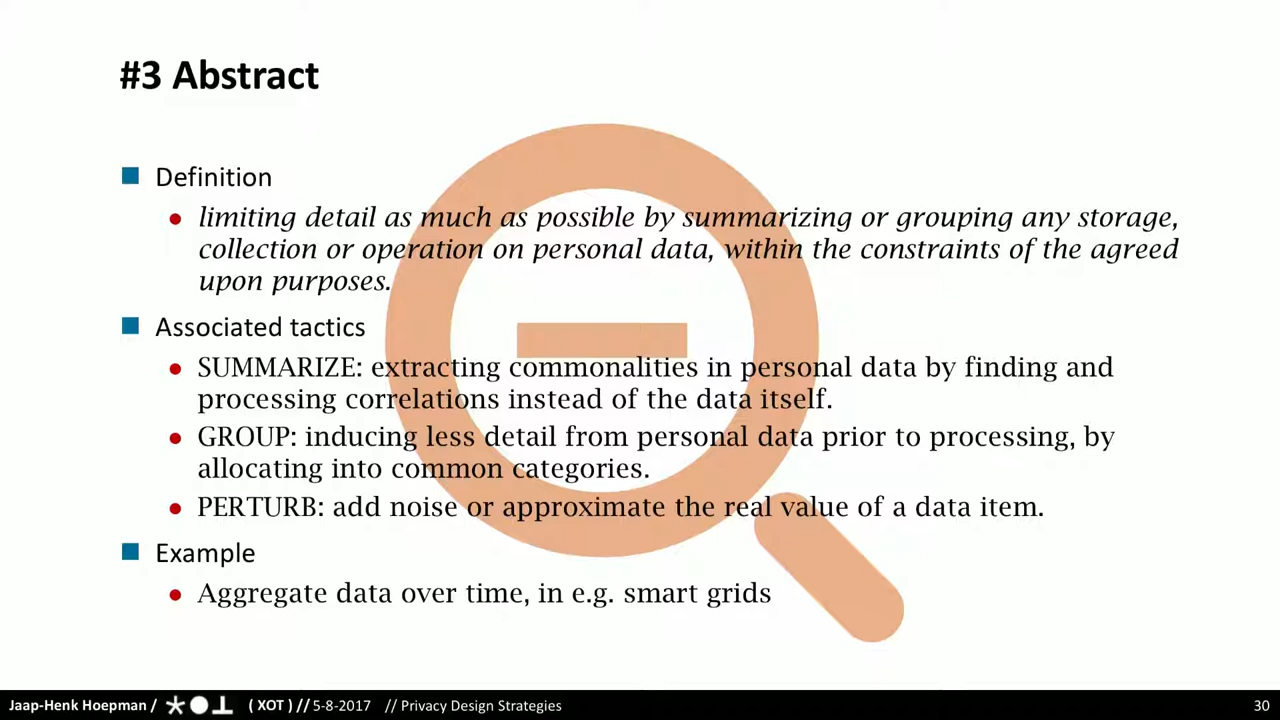 #3 Abstract
Definition
limiting detail as much as possible by summarizing or grouping any storage,
collection or operation on personal data, within the constraints of the agreed
upon purposes.
Associated tactics
SUMMARIZE: extracting commonalities in personal data by finding and
processing correlations instead of the data itself.
GROUP: inducing less detail from personal data prior to processing, by
allocating into common categories.
PERTURB: add noise or approximate the real value of a data item.
Example
Aggregate data over time, in e.g. smart grids
Jaap-Henk Hoepman / ( XOT ) // 5-8-2017 // Privacy Design Strategies 30